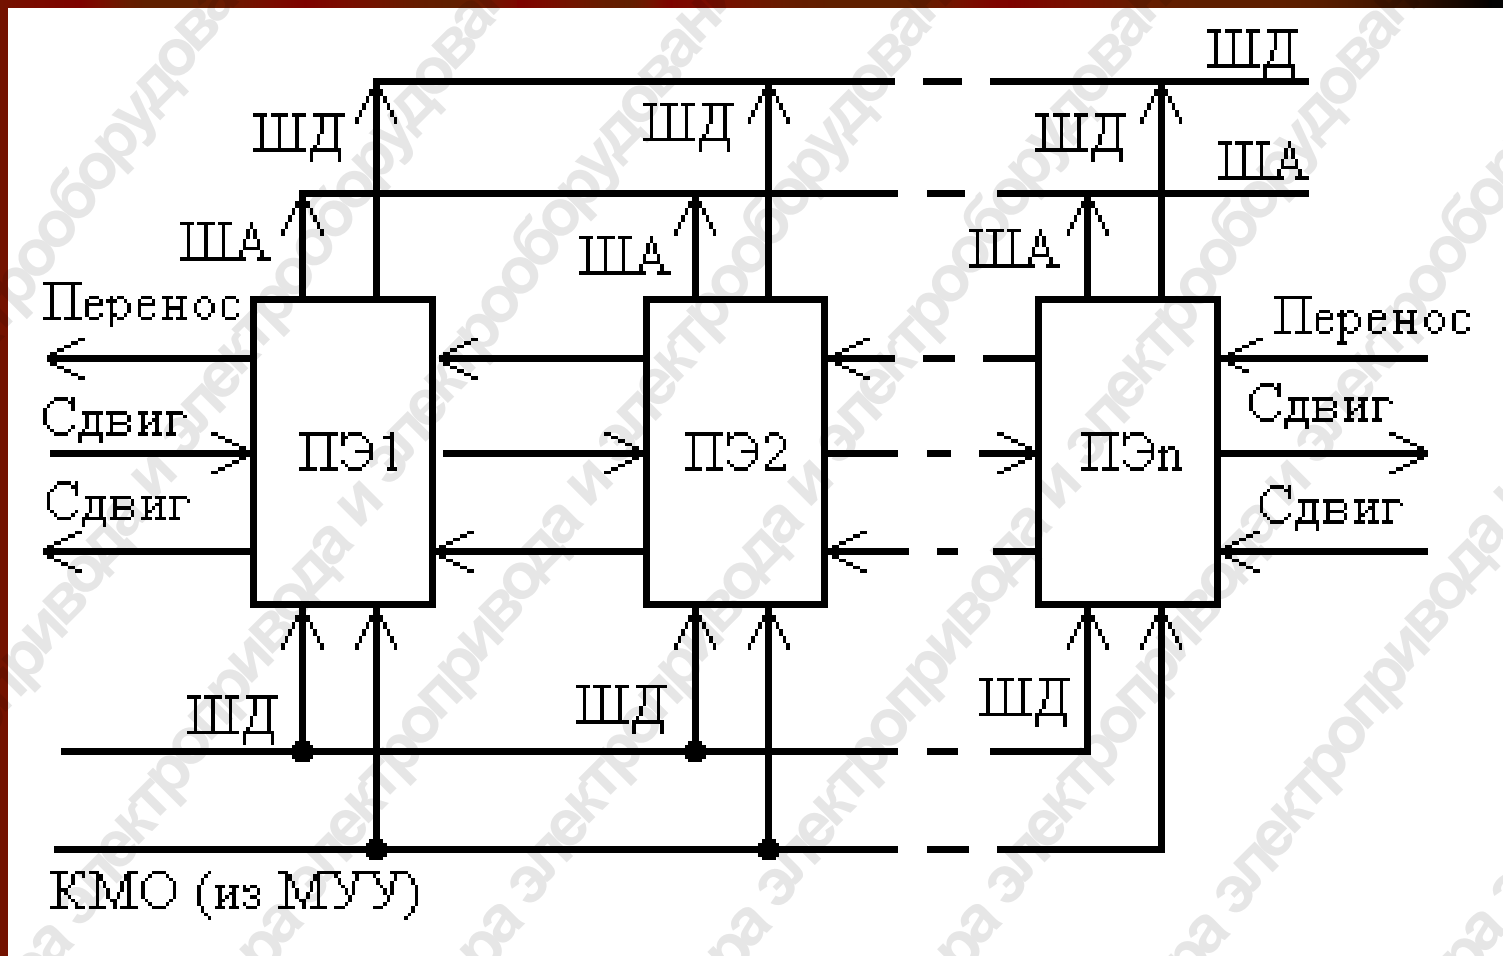 ШД
ШД
ШД
ШД
ША
ША
ША
ША
Перенос
Перенос
Сдвиг
Сдвиг
ПЭ1
ПЭ2
ПЭn
Сдвиг
Сдвиг
ШД
ШД
ШД
КМО (из МУУ)